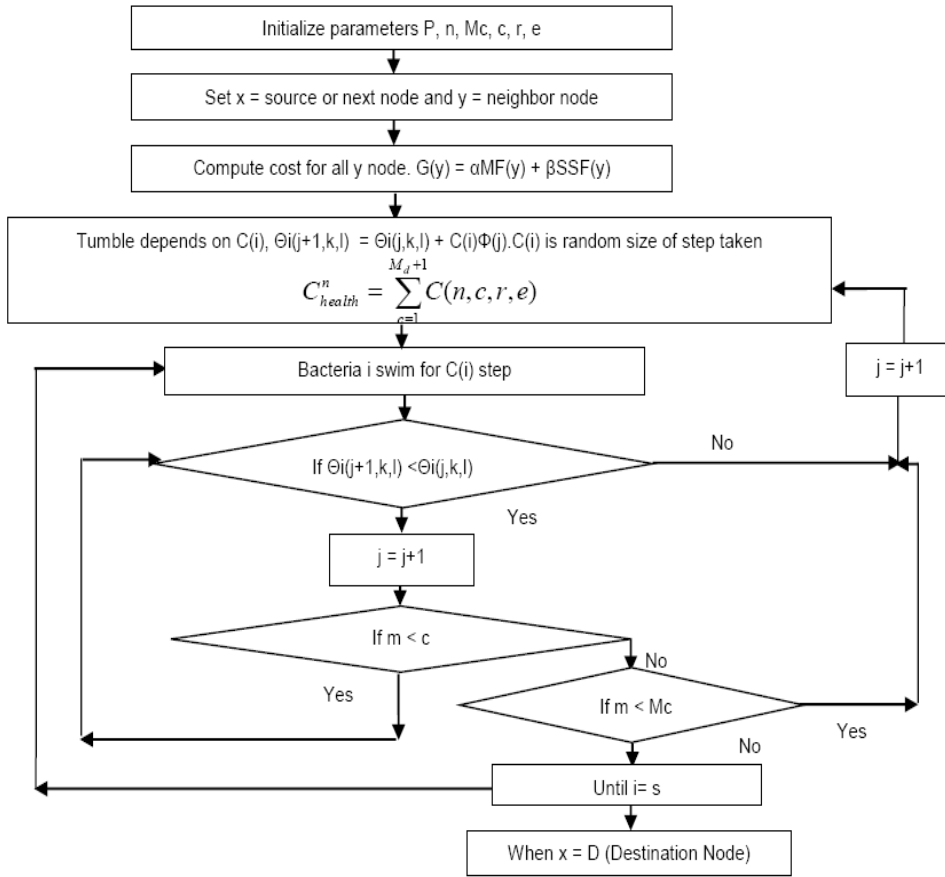 Initialize parameters P, n, Mc, c, r, e
Set x = source or next node and y = neighbor node
Compute cost for all y node. G(y) = αMF(y) + βSSF(y)
Tumble depends on C(i), Θi(j+1,k,l) = Θi(j,k,l) + C(i)Φ(j).C(i) is random size of step taken
C^n_health = ∑_{c=1}^{M_d+1} C(n,c,r,e)
j = j+1
Bacteria i swim for C(i) step
No
If Θi(j+1,k,l) <Θi(j,k,l)
Yes
j = j+1
If m < c
No
Yes
If m < Mc
Yes
No
Until i= s
When x = D (Destination Node)